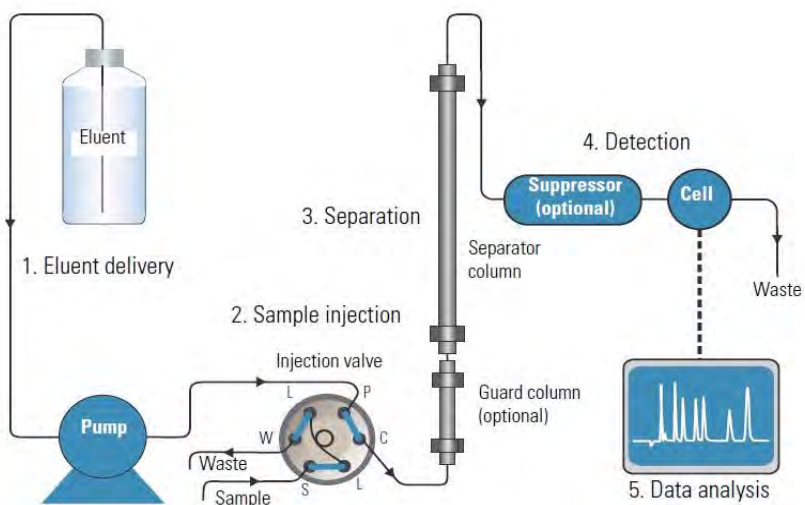 Eluent
1. Eluent delivery
Pump
2. Sample injection
Injection valve
L
P
W
C
S
L
Waste
Sample
3. Separation
Separator
column
Guard column
(optional)
4. Detection
Suppressor
(optional)
Cell
Waste
5. Data analysis